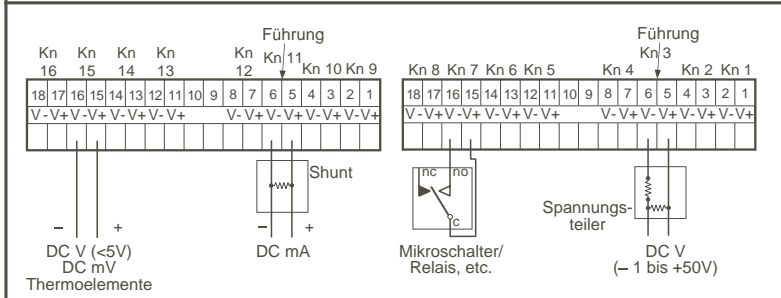 Führung
Führung
Kn 16
Kn 15
Kn 14
Kn 13
Kn 12
Kn 11
Kn 10
Kn 9
Kn 8
Kn 7
Kn 6
Kn 5
Kn 4
Kn 3
Kn 2
Kn 1
18 17 16 15 14 13 12 11 10 9 8 7 6 5 4 3 2 1
18 17 16 15 14 13 12 11 10 9 8 7 6 5 4 3 2 1
V- V+ V- V+ V- V+ V- V+ V- V+ V- V+ V- V+ V- V+
V- V+ V- V+ V- V+ V- V+ V- V+ V- V+ V- V+ V- V+
Shunt
nc
no
c
Spannungs-
teiler
– +
– +
DC V (<5V)
DC mV
Thermoelemente
DC mA
Mikroschalter/
Relais, etc.
DC V
(– 1 bis +50V)